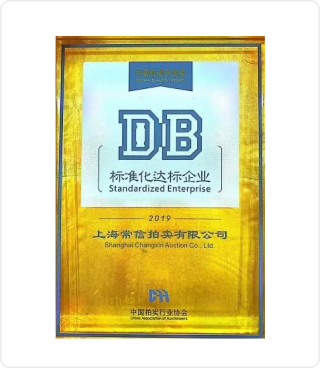 DB
标准化达标企业
Standardized Enterprise
2019
上海常信拍卖有限公司
Shanghai Changxin Auction Co., Ltd.
中国拍卖行业协会
China Association of Auctioneers